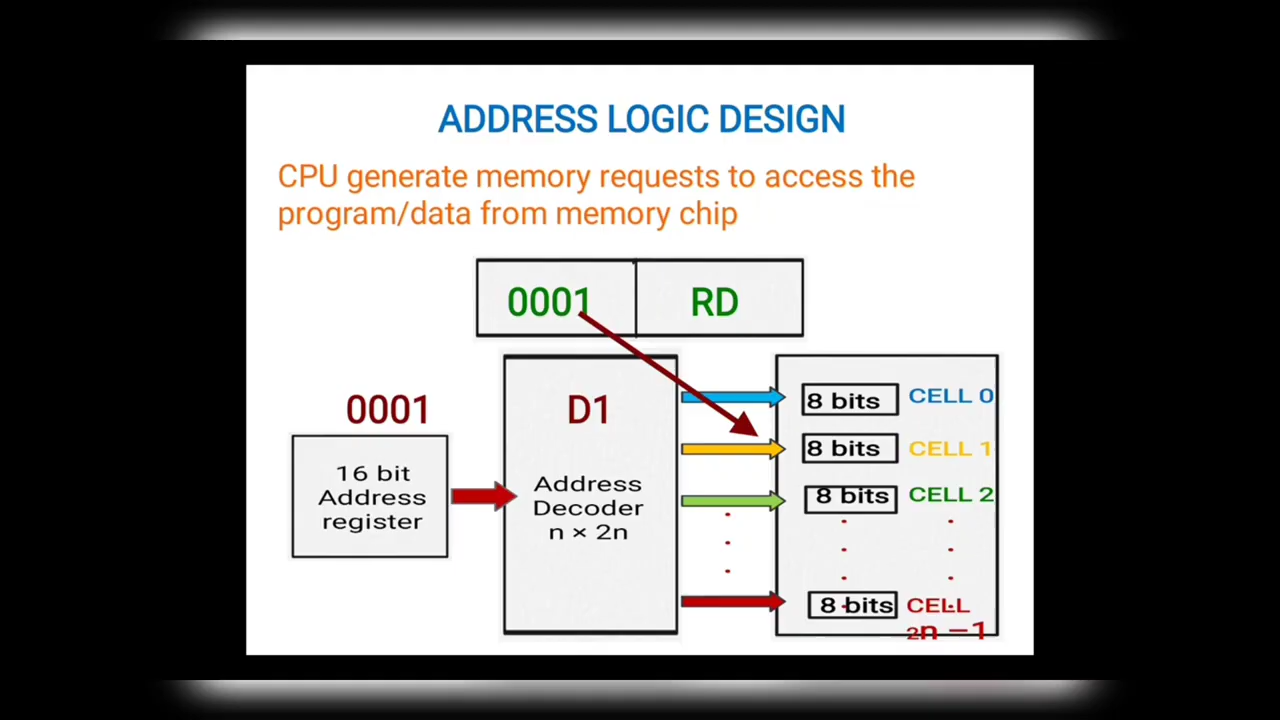 ADDRESS LOGIC DESIGN
CPU generate memory requests to access the
program/data from memory chip
0001 RD
0001
16 bit
Address
register
D1
Address
Decoder
n × 2n
8 bits CELL 0
8 bits CELL 1
8 bits CELL 2
8 bits CELL
2n −1